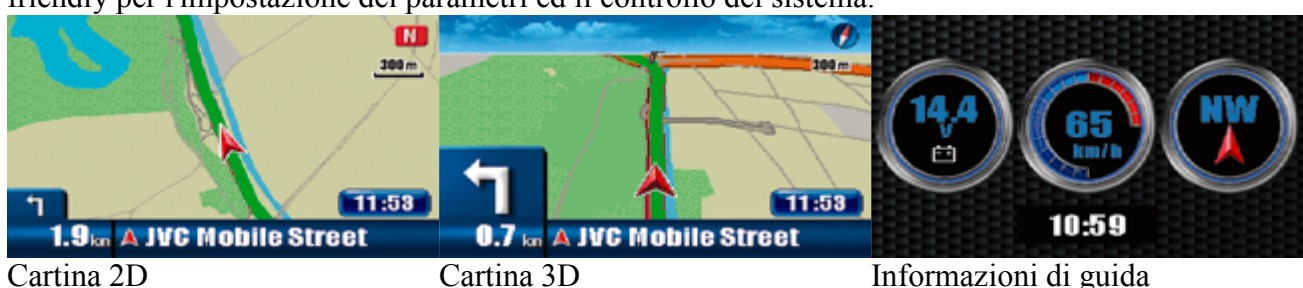 friendly per l'impostazione dei parametri ed il controllo del sistema.
N
300 m
11:53
1.9 km JVC Mobile Street
300 m
11:53
0.7 km JVC Mobile Street
14.4
V
65
km/h
NW
10:59
Cartina 2D
Cartina 3D
Informazioni di guida